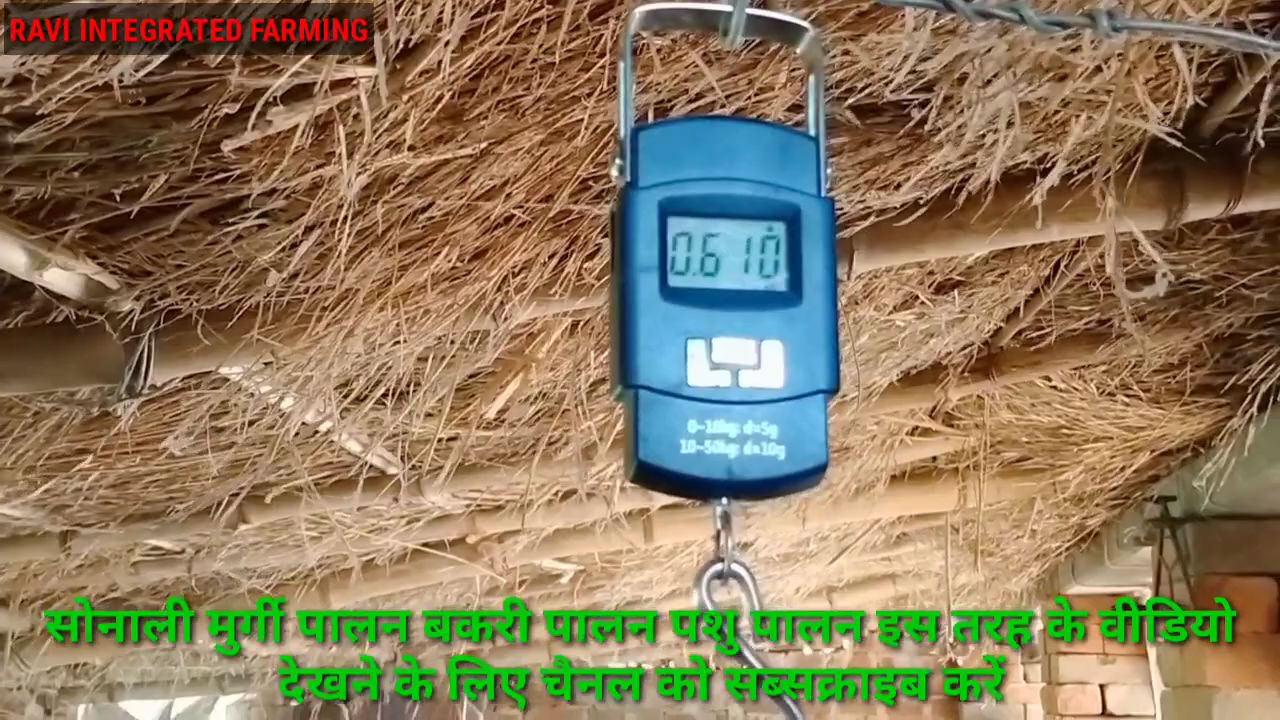 RAVI INTEGRATED FARMING
0.610
0-10kg: d=5g
10-50kg: d=10g
सोनाली मुर्गी पालन बकरी पालन पशु पालन इस तरह के वीडियो
देखने के लिए चैनल को सब्सक्राइब करें